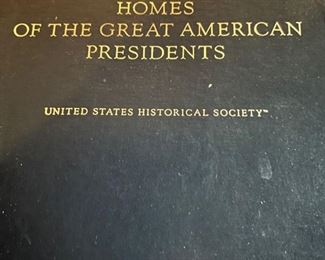 HOMES
OF THE GREAT AMERICAN
PRESIDENTS
UNITED STATES HISTORICAL SOCIETY™